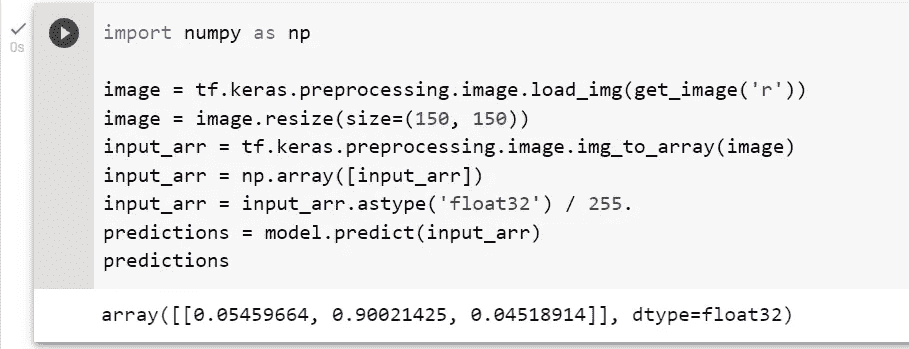 import numpy as np
0s
image = tf.keras.preprocessing.image.load_img(get_image('r'))
image = image.resize(size=(150, 150))
input_arr = tf.keras.preprocessing.image.img_to_array(image)
input_arr = np.array([input_arr])
input_arr = input_arr.astype('float32') / 255.
predictions = model.predict(input_arr)
predictions
array([[0.05459664, 0.90021425, 0.04518914]], dtype=float32)